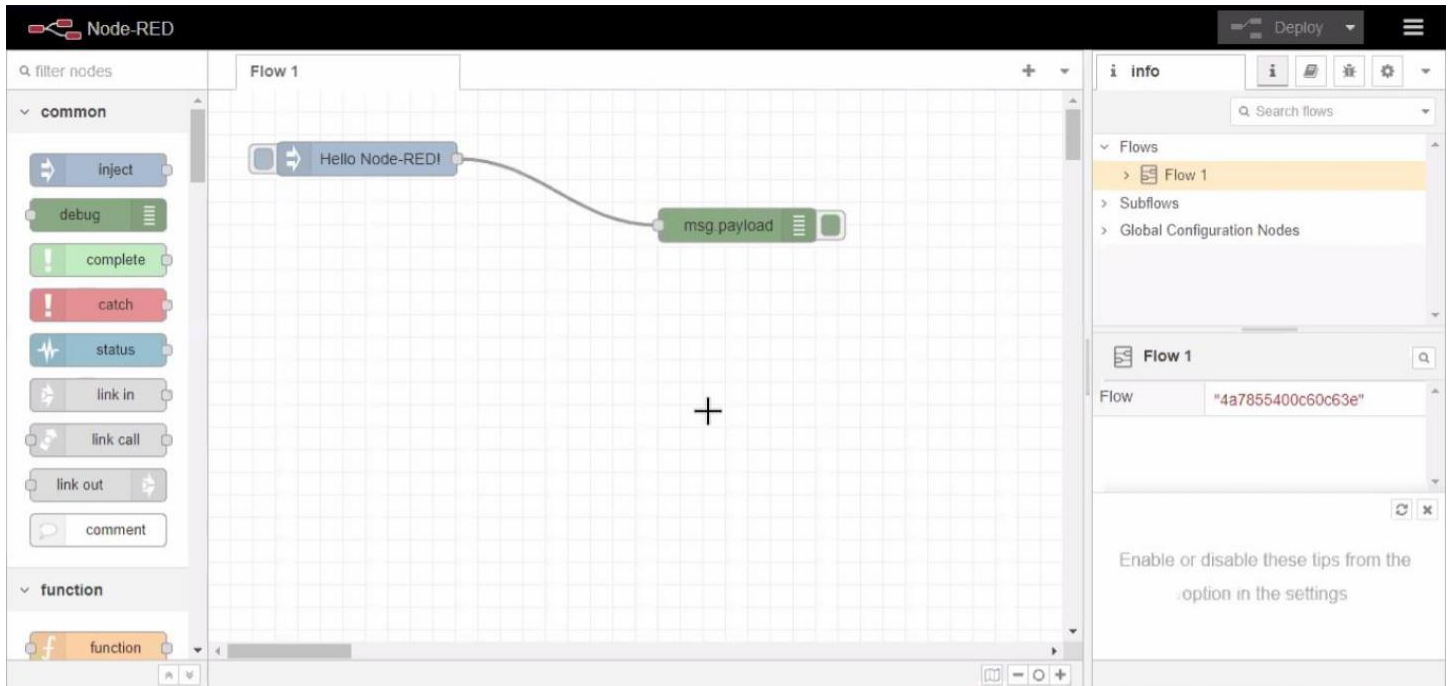 Node-RED
Deploy
filter nodes
common
inject
debug
complete
catch
status
link in
link call
link out
comment
function
function
Flow 1
Hello Node-RED!
msg.payload
i info
i
Search flows
Flows
Flow 1
Subflows
Global Configuration Nodes
Flow 1
Flow "4a7855400c60c63e"
Enable or disable these tips from the
option in the settings